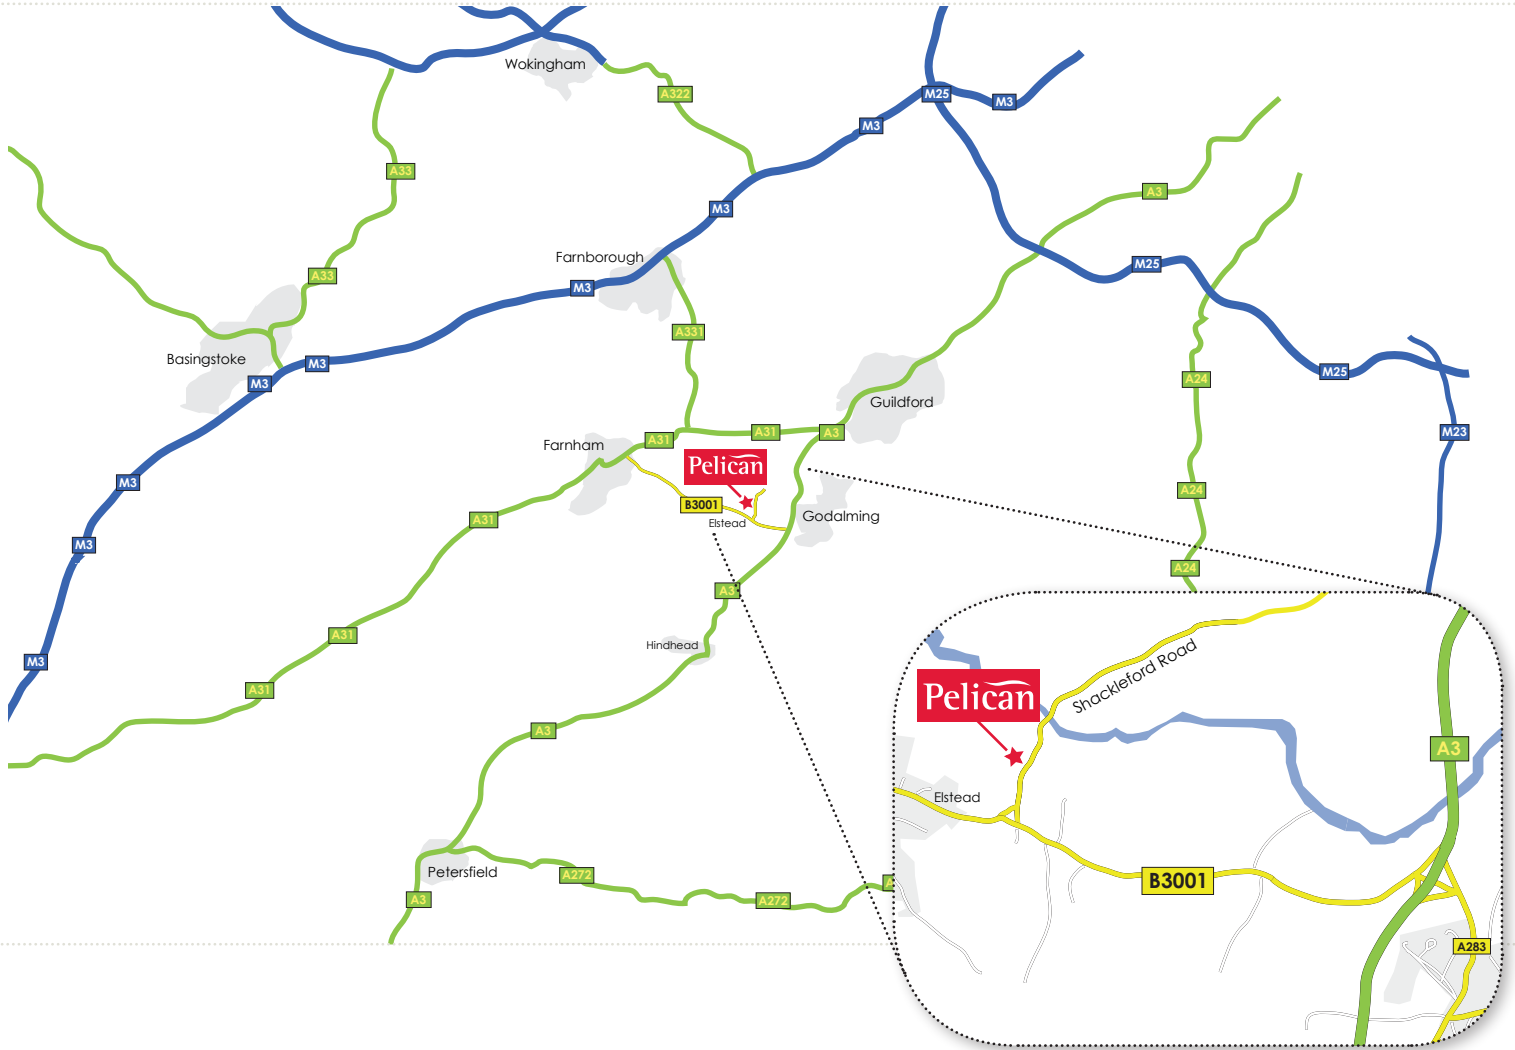 Wokingham
A322
M25
M3
M3
A33
A3
M3
Farnborough
M25
A33
M3
A331
Basingstoke
M3
M3
M25
A24
Guildford
A31
A3
M23
Farnham
A31
Pelican
M3
A24
B3001
Elstead
Godalming
A31
M3
A24
A3
A31
Hindhead
M3
A31
A3
Petersfield
A272
A3
A272
Shackleford Road
Pelican
A3
Elstead
B3001
A283